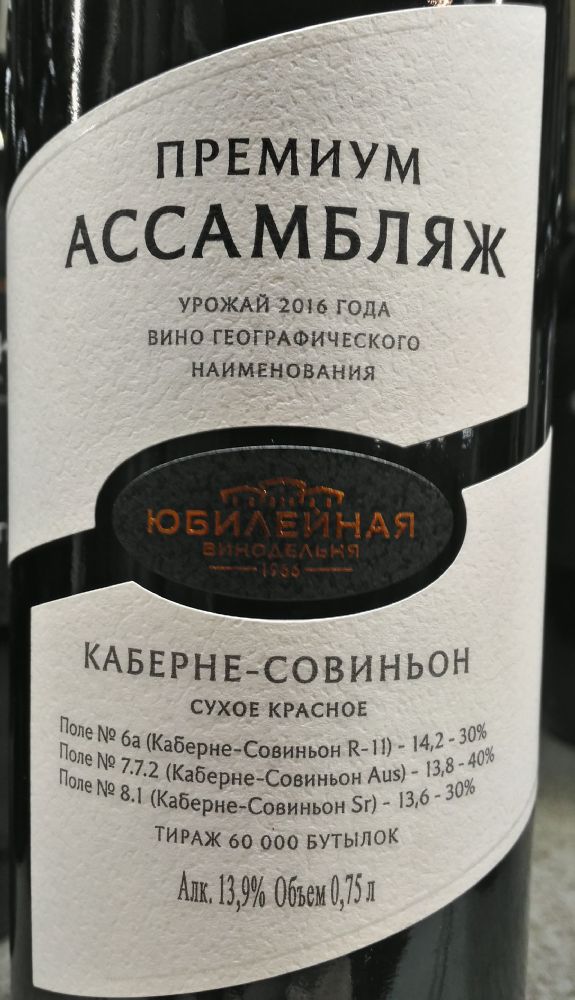 ПРЕМИУМ
АССАМБЛЯЖ
УРОЖАЙ 2016 ГОДА
ВИНО ГЕОГРАФИЧЕСКОГО
НАИМЕНОВАНИЯ
ЮБИЛЕЙНАЯ
ВИНОДЕЛЬНЯ
1966
КАБЕРНЕ-СОВИНЬОН
СУХОЕ КРАСНОЕ
Поле № 6а (Каберне-Совиньон R-11) - 14,2 - 30%
Поле № 7.7.2 (Каберне-Совиньон Aus) - 13,8 - 40%
Поле № 8.1 (Каберне-Совиньон Sr) - 13,6 - 30%
ТИРАЖ 60 000 БУТЫЛОК
Алк. 13,9% Объем 0,75 л